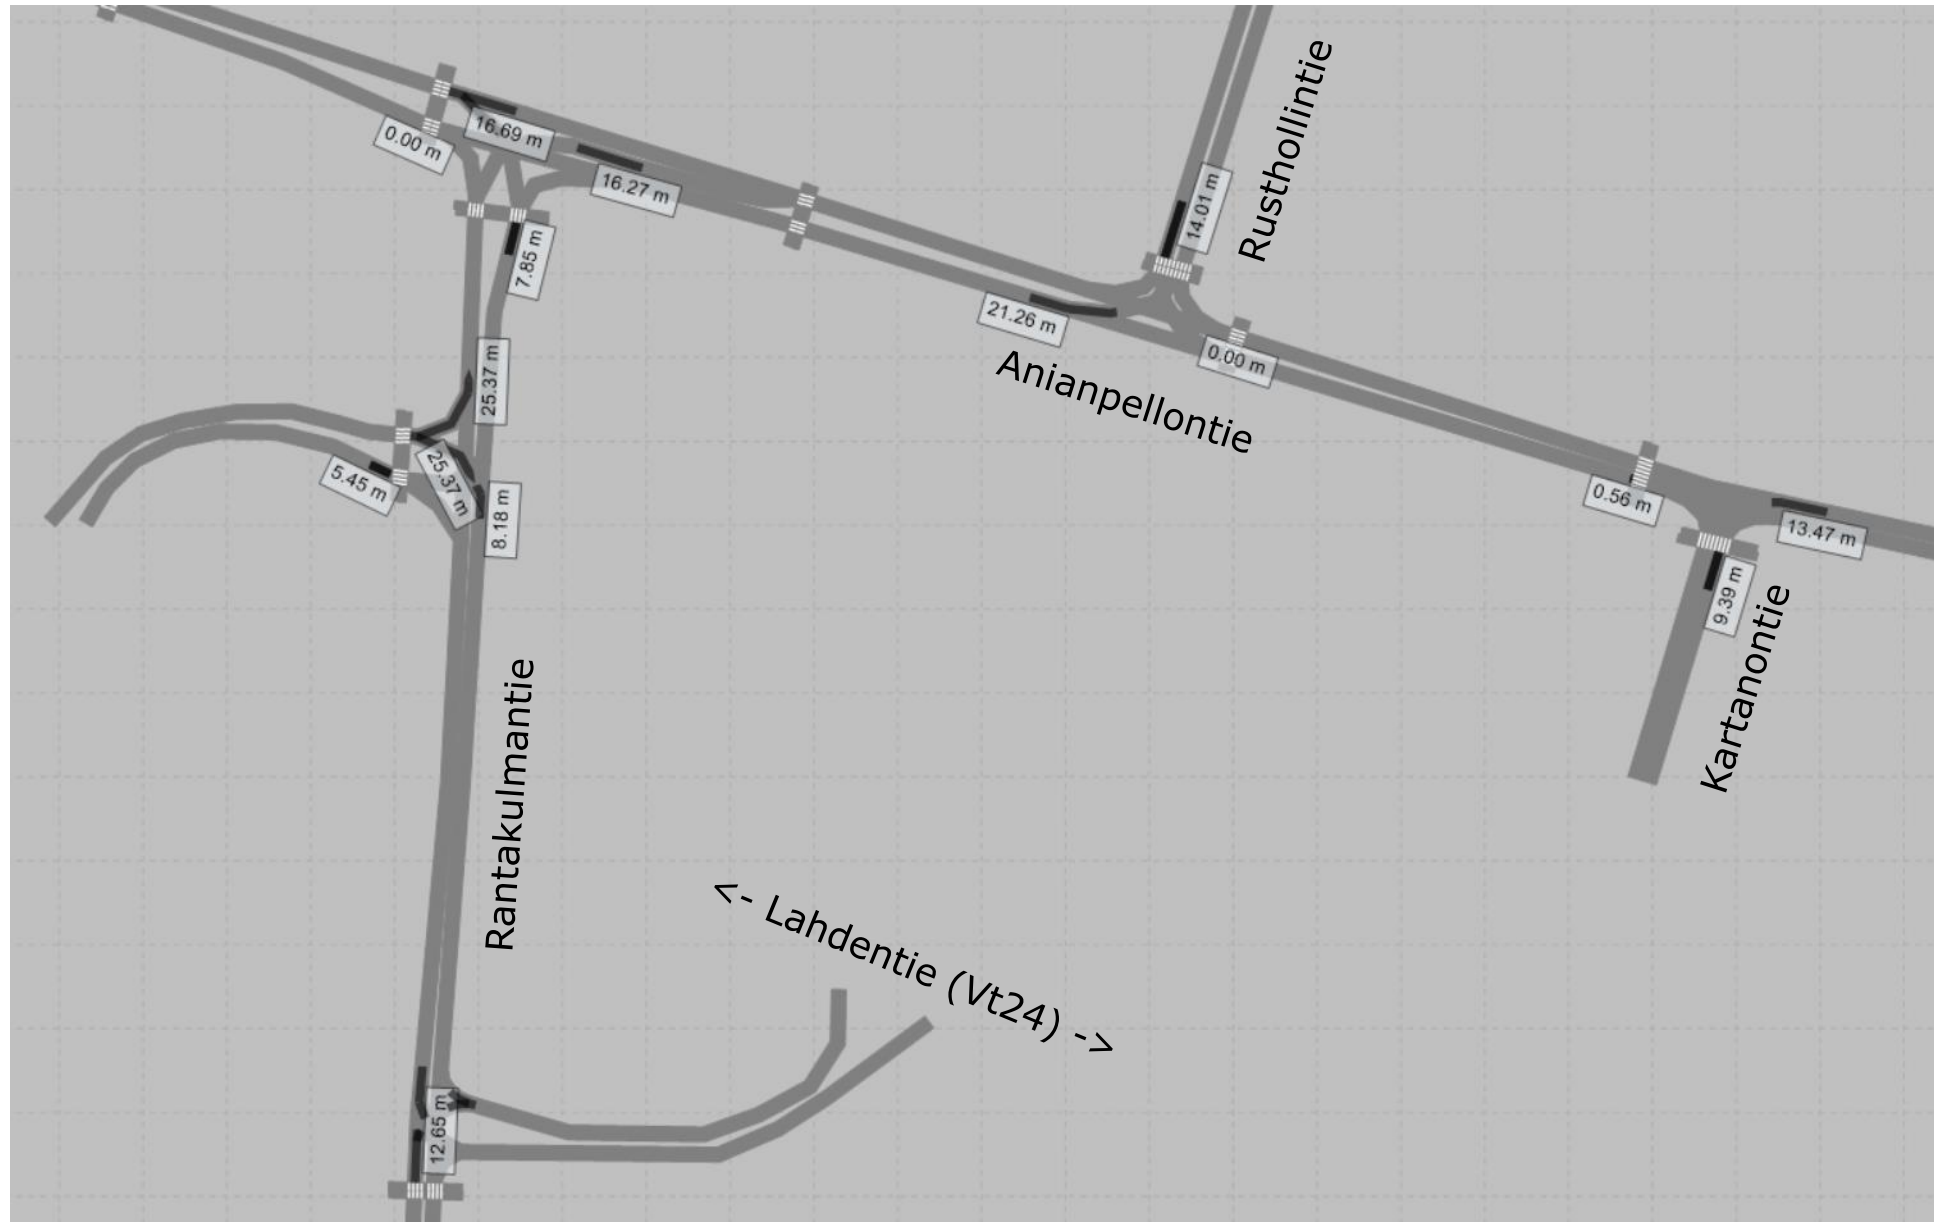 16.69 m
0.00 m
16.27 m
7.85 m
14.01 m
Rusthollintie
21.26 m
0.00 m
Anianpellontie
25.37 m
25.37 m
5.45 m
8.18 m
0.56 m
13.47 m
9.39 m
Kartanontie
Rantakulmantie
<- Lahdentie (Vt24) ->
12.65 m